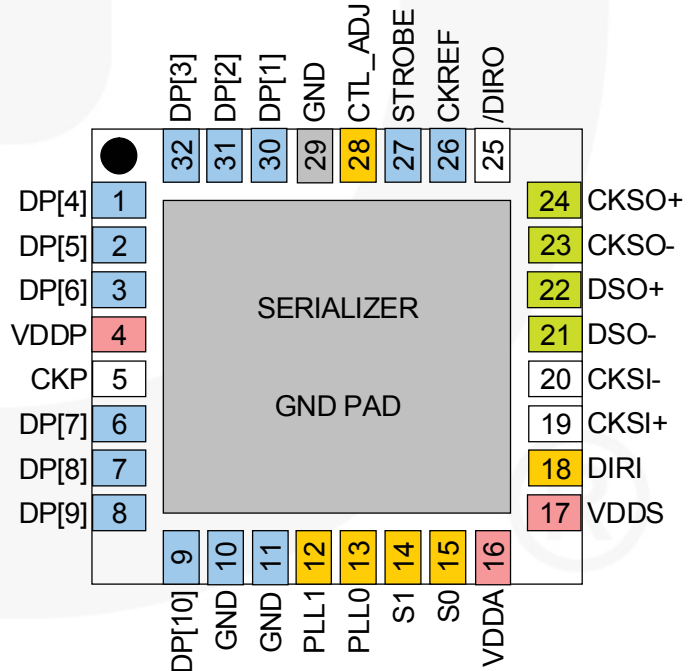 DP[3]
DP[2]
DP[1]
GND
CTL_ADJ
STROBE
CKREF
/DIRO
32
31
30
29
28
27
26
25
DP[4] 1
DP[5] 2
DP[6] 3
VDDP 4
CKP 5
DP[7] 6
DP[8] 7
DP[9] 8
SERIALIZER
GND PAD
24 CKSO+
23 CKSO-
22 DSO+
21 DSO-
20 CKSI-
19 CKSI+
18 DIRI
17 VDDS
9
10
11
12
13
14
15
16
DP[10]
GND
GND
PLL1
PLL0
S1
S0
VDDA
®